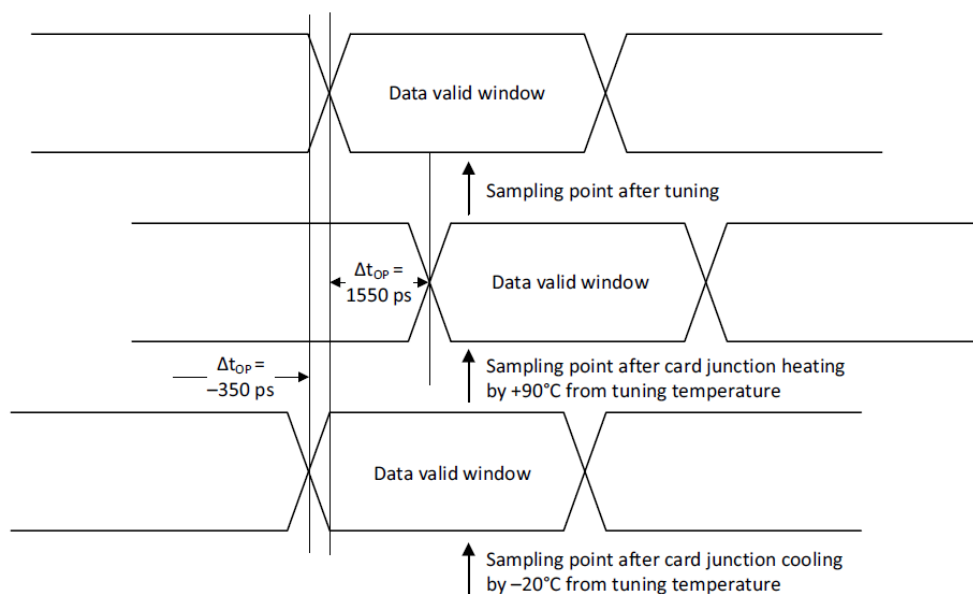 Data valid window
Sampling point after tuning
Δt_OP =
1550 ps
Data valid window
Δt_OP =
–350 ps
Sampling point after card junction heating
by +90°C from tuning temperature
Data valid window
Sampling point after card junction cooling
by –20°C from tuning temperature